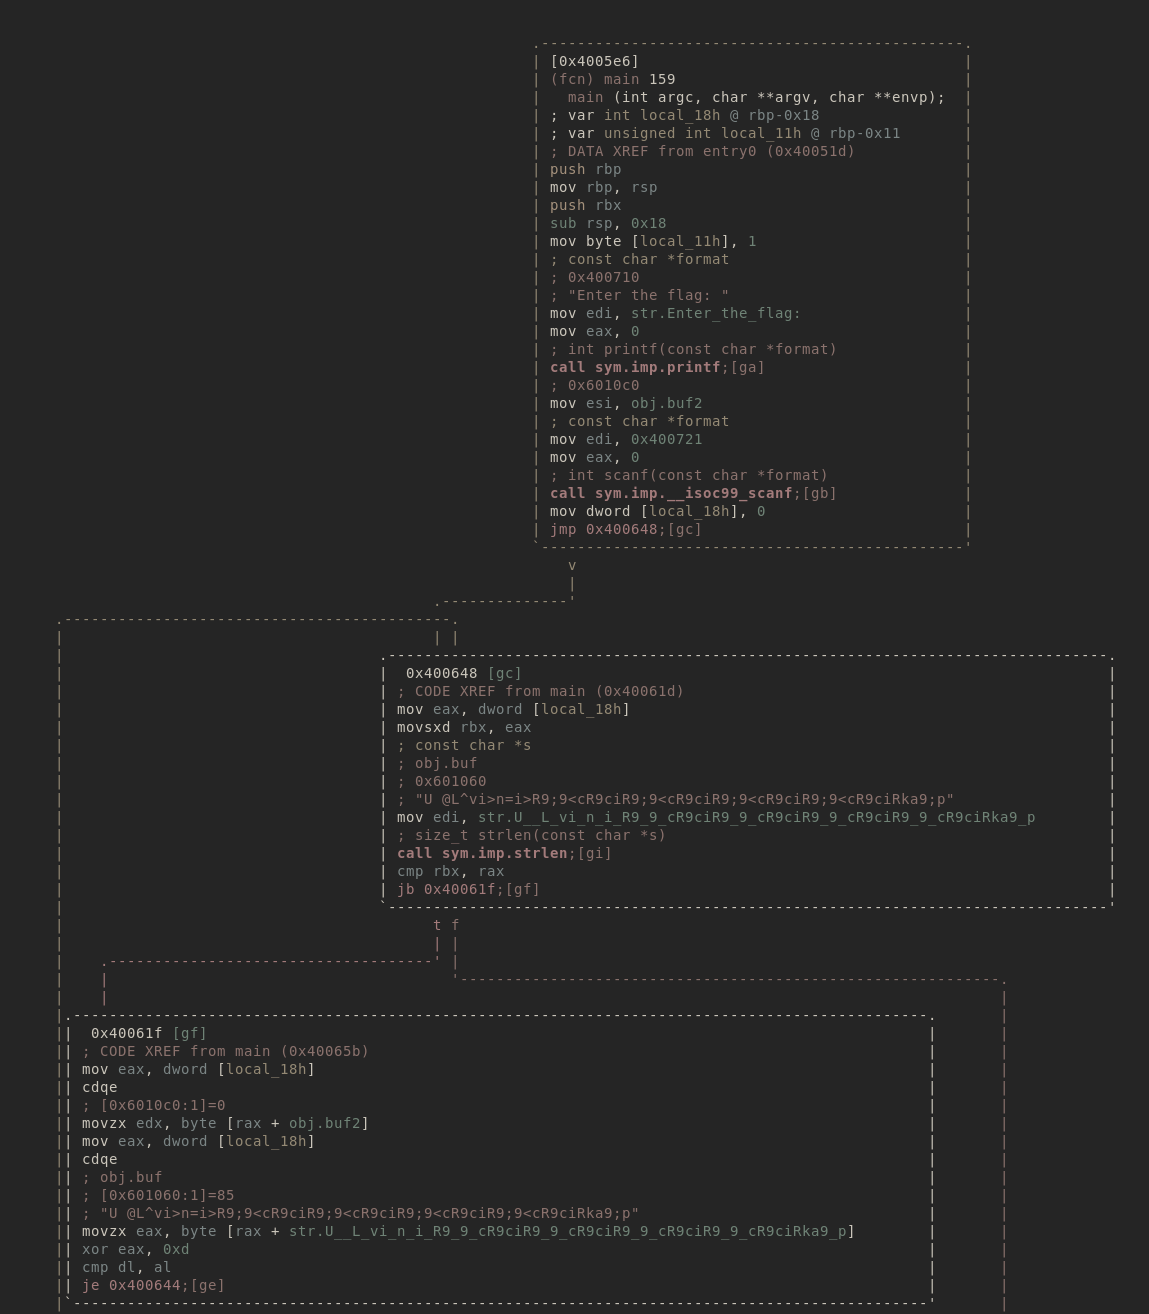 [0x4005e6]
(fcn) main 159
main (int argc, char **argv, char **envp);
; var int local_18h @ rbp-0x18
; var unsigned int local_11h @ rbp-0x11
; DATA XREF from entry0 (0x40051d)
push rbp
mov rbp, rsp
push rbx
sub rsp, 0x18
mov byte [local_11h], 1
; const char *format
; 0x400710
; "Enter the flag: "
mov edi, str.Enter_the_flag:
mov eax, 0
; int printf(const char *format)
call sym.imp.printf;[ga]
; 0x6010c0
mov esi, obj.buf2
; const char *format
mov edi, 0x400721
mov eax, 0
; int scanf(const char *format)
call sym.imp.__isoc99_scanf;[gb]
mov dword [local_18h], 0
jmp 0x400648;[gc]
v
0x400648 [gc]
; CODE XREF from main (0x40061d)
mov eax, dword [local_18h]
movsxd rbx, eax
; const char *s
; obj.buf
; 0x601060
; "U @L^vi>n=i>R9;9<cR9ciR9;9<cR9ciR9;9<cR9ciR9;9<cR9ciRka9;p"
mov edi, str.U__L_vi_n_i_R9_9_cR9ciR9_9_cR9ciR9_9_cR9ciR9_9_cR9ciRka9_p
; size_t strlen(const char *s)
call sym.imp.strlen;[gi]
cmp rbx, rax
jb 0x40061f;[gf]
t f
0x40061f [gf]
; CODE XREF from main (0x40065b)
mov eax, dword [local_18h]
cdqe
; [0x6010c0:1]=0
movzx edx, byte [rax + obj.buf2]
mov eax, dword [local_18h]
cdqe
; obj.buf
; [0x601060:1]=85
; "U @L^vi>n=i>R9;9<cR9ciR9;9<cR9ciR9;9<cR9ciR9;9<cR9ciRka9;p"
movzx eax, byte [rax + str.U__L_vi_n_i_R9_9_cR9ciR9_9_cR9ciR9_9_cR9ciR9_9_cR9ciRka9_p]
xor eax, 0xd
cmp dl, al
je 0x400644;[ge]